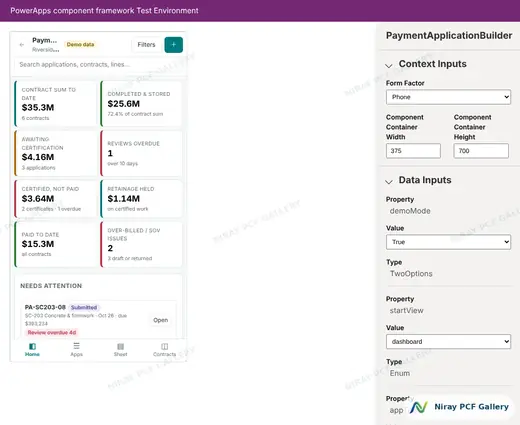 PowerApps component framework Test Environment
← Paym...
Riversid...
Demo data
Filters
+
Search applications, contracts, lines...
CONTRACT SUM TO DATE
$35.3M
6 contracts
COMPLETED & STORED
$25.6M
72.4% of contract sum
AWAITING CERTIFICATION
$4.16M
3 applications
REVIEWS OVERDUE
1
over 10 days
CERTIFIED, NOT PAID
$3.64M
2 certificates · 1 overdue
RETAINAGE HELD
$1.14M
on certified work
PAID TO DATE
$15.3M
all contracts
OVER-BILLED / SOV ISSUES
2
3 draft or returned
NEEDS ATTENTION
PA-SC203-08 Submitted
SC-203 Concrete & Formwork · Oct 26 · due
$393,224
Review overdue 4d
Open
Home
Apps
Sheet
Contracts
PaymentApplicationBuilder
Context Inputs
Form Factor
Phone
Component Container Width
375
Component Container Height
700
Data Inputs
Property
demoMode
Value
True
Type
TwoOptions
Property
startView
Value
dashboard
Type
Enum
Niray PCF Gallery
NIRAY PCF GALLERY